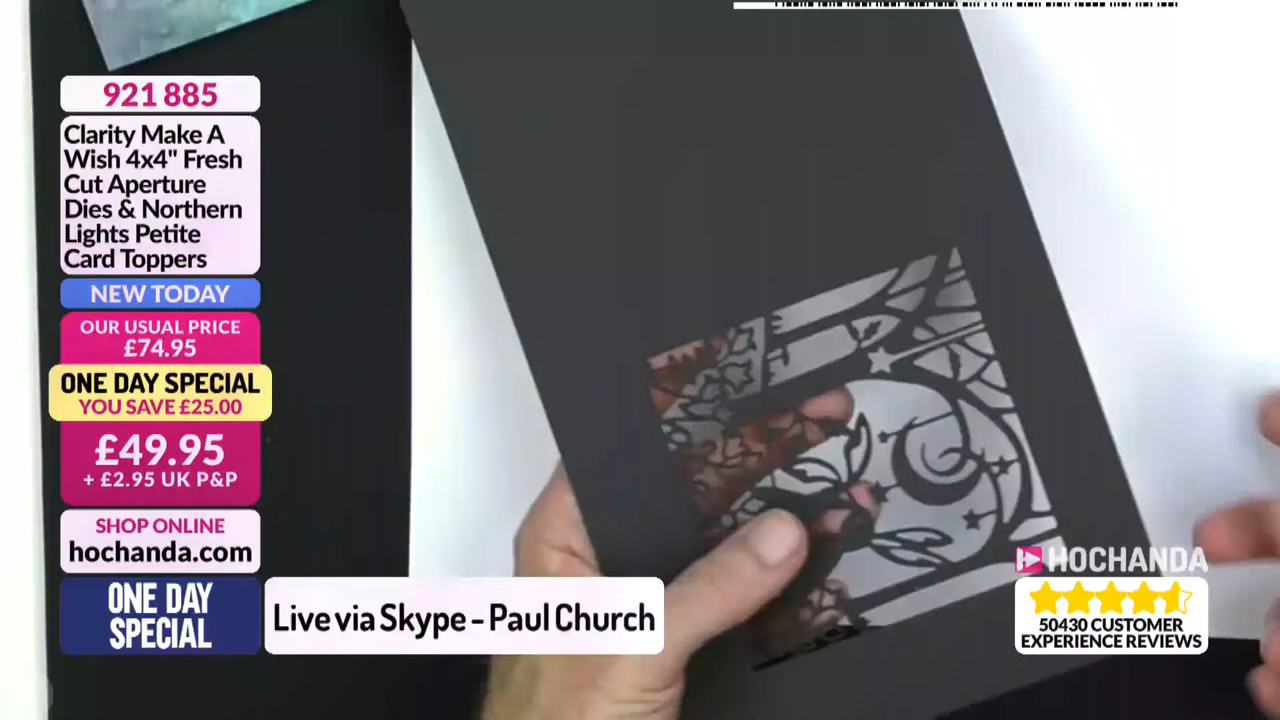 921 885
Clarity Make A
Wish 4x4" Fresh
Cut Aperture
Dies & Northern
Lights Petite
Card Toppers
NEW TODAY
OUR USUAL PRICE
£74.95
ONE DAY SPECIAL
YOU SAVE £25.00
£49.95
+ £2.95 UK P&P
SHOP ONLINE
hochanda.com
ONE DAY
SPECIAL
Live via Skype - Paul Church
HOCHANDA
50430 CUSTOMER
EXPERIENCE REVIEWS